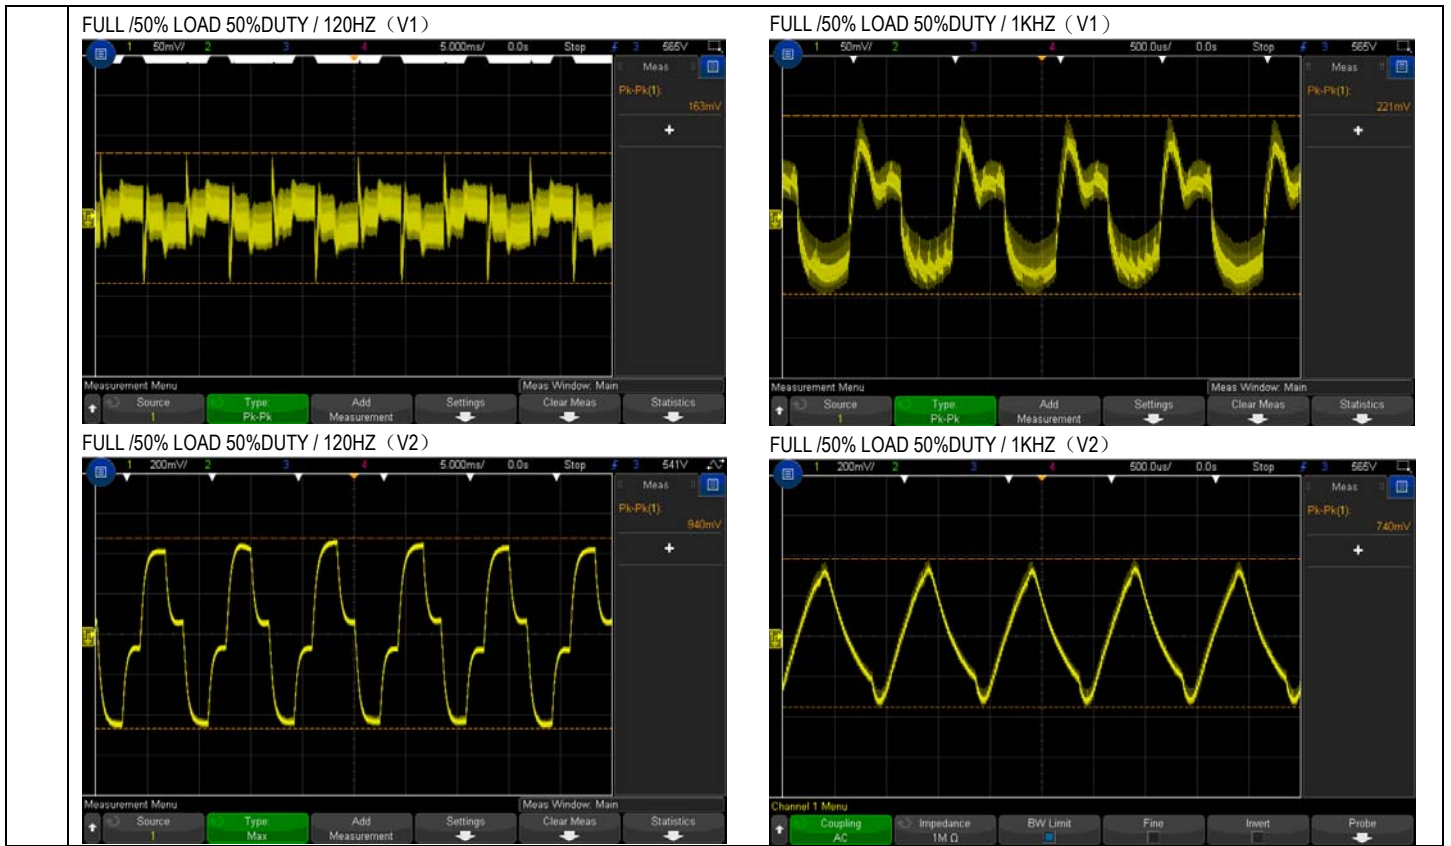 FULL /50% LOAD 50%DUTY / 120HZ（V1）
1 50mV/ 2 3 4 5.000ms/ 0.0s Stop 3 565V
Meas
Pk-Pk(1):
163mV
Measurement Menu
Meas Window: Main
Source
1
Type:
Pk-Pk
Add
Measurement
Settings
Clear Meas
Statistics
FULL /50% LOAD 50%DUTY / 1KHZ（V1）
1 50mV/ 2 3 4 500.0us/ 0.0s Stop 3 565V
Meas
Pk-Pk(1):
221mV
Measurement Menu
Meas Window: Main
Source
1
Type:
Pk-Pk
Add
Measurement
Settings
Clear Meas
Statistics
FULL /50% LOAD 50%DUTY / 120HZ（V2）
1 200mV/ 2 3 4 5.000ms/ 0.0s Stop 3 541V
Meas
Pk-Pk(1):
940mV
Measurement Menu
Meas Window: Main
Source
1
Type:
Max
Add
Measurement
Settings
Clear Meas
Statistics
FULL /50% LOAD 50%DUTY / 1KHZ（V2）
1 200mV/ 2 3 4 500.0us/ 0.0s Stop 3 565V
Meas
Pk-Pk(1):
740mV
Channel 1 Menu
Coupling
AC
Impedance
1M Ω
BW Limit
Fine
Invert
Probe